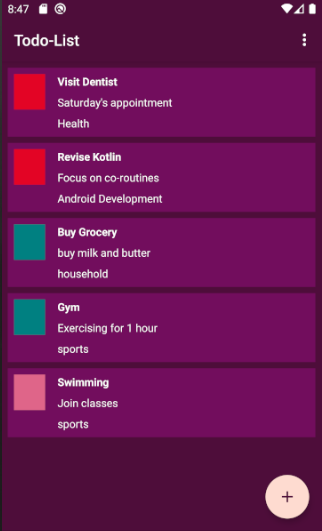 8:47
Todo-List
Visit Dentist
Saturday's appointment
Health
Revise Kotlin
Focus on co-routines
Android Development
Buy Grocery
buy milk and butter
household
Gym
Exercising for 1 hour
sports
Swimming
Join classes
sports
+